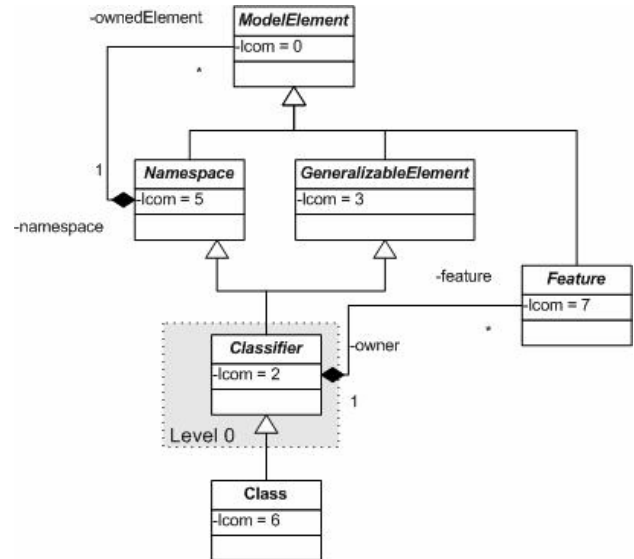 -ownedElement
ModelElement
-lcom = 0
*
1
Namespace
-lcom = 5
GeneralizableElement
-lcom = 3
-namespace
-feature
Feature
-lcom = 7
*
Classifier
-lcom = 2
-owner
1
Level 0
Class
-lcom = 6